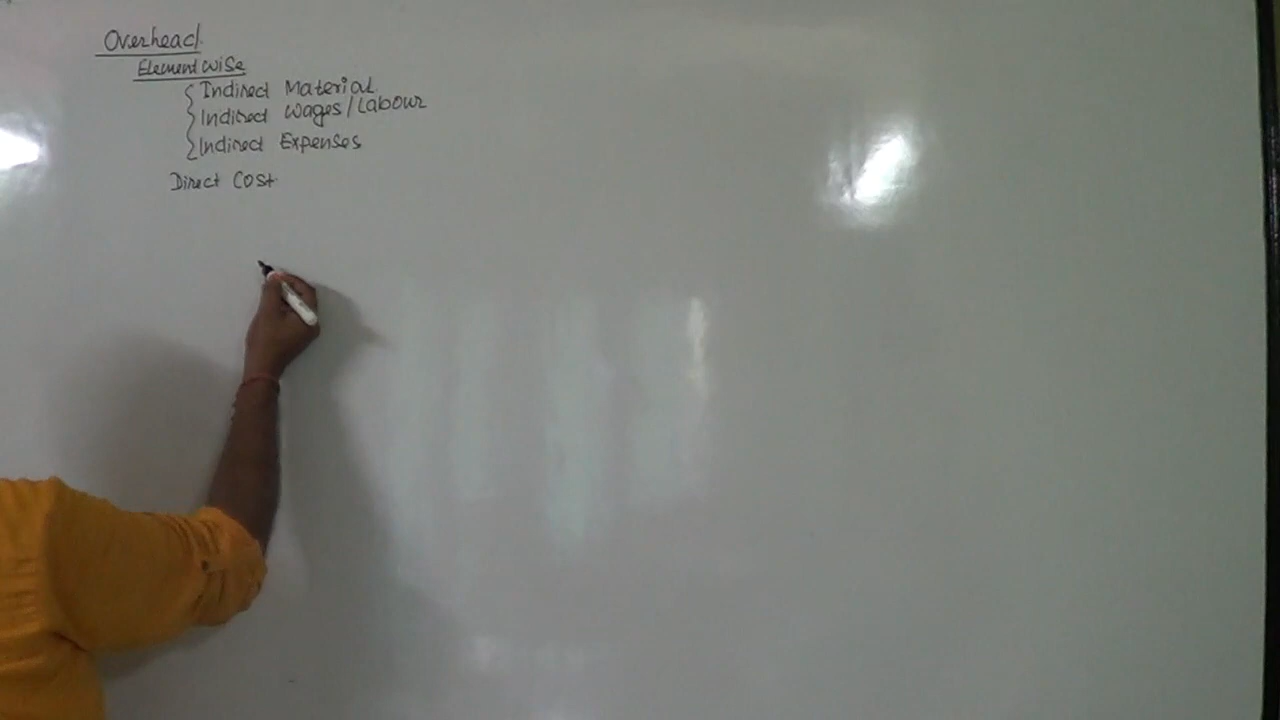 Overhead
Element wise
Indirect Material
Indirect Wages/Labour
Indirect Expenses
Direct Cost